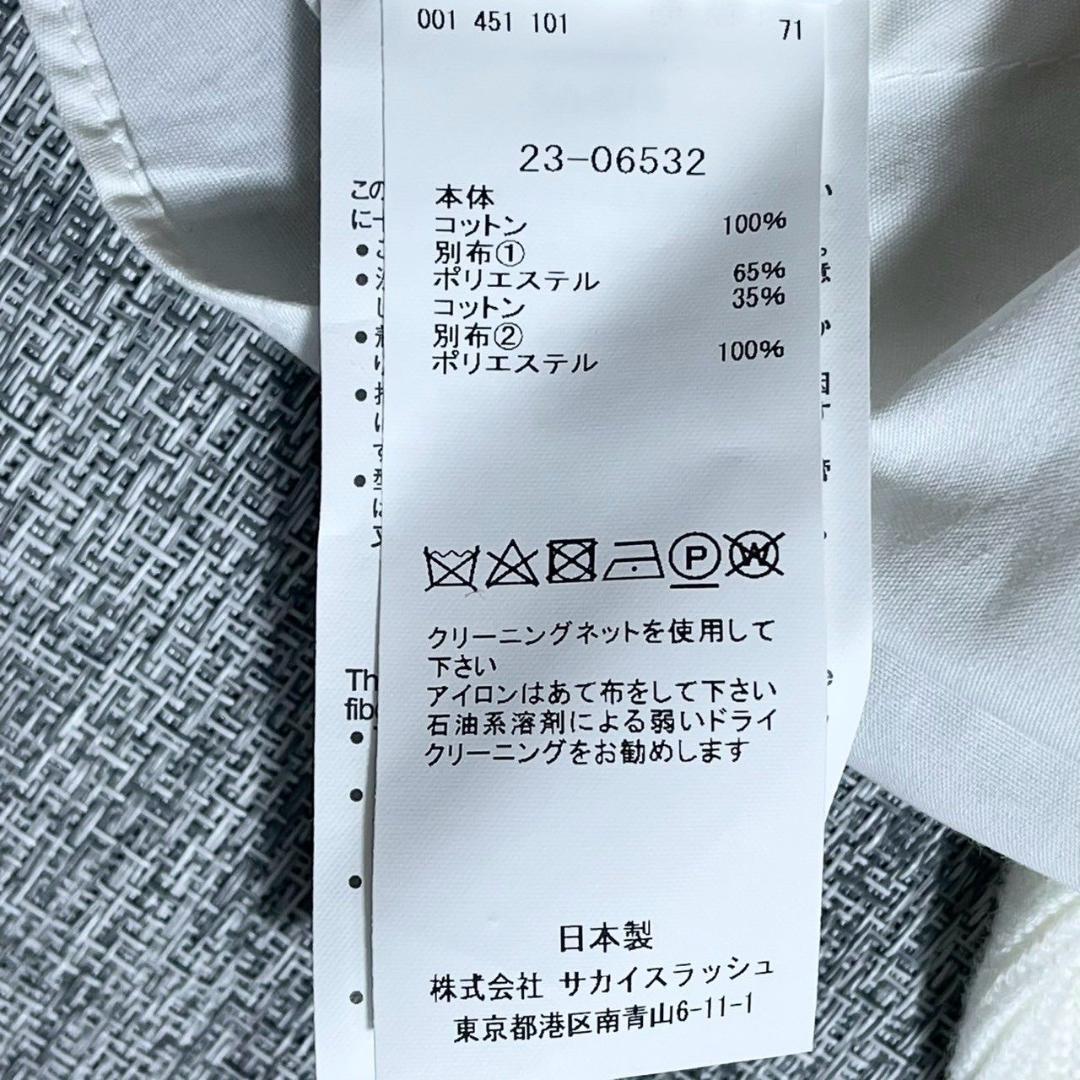 001 451 101 71
23-06532
本体
コットン 100%
別布①
ポリエステル 65%
コットン 35%
別布②
ポリエステル 100%
P W
クリーニングネットを使用して
下さい
アイロンはあて布をして下さい
石油系溶剤による弱いドライ
クリーニングをお勧めします
日本製
株式会社 サカイスラッシュ
東京都港区南青山6-11-1